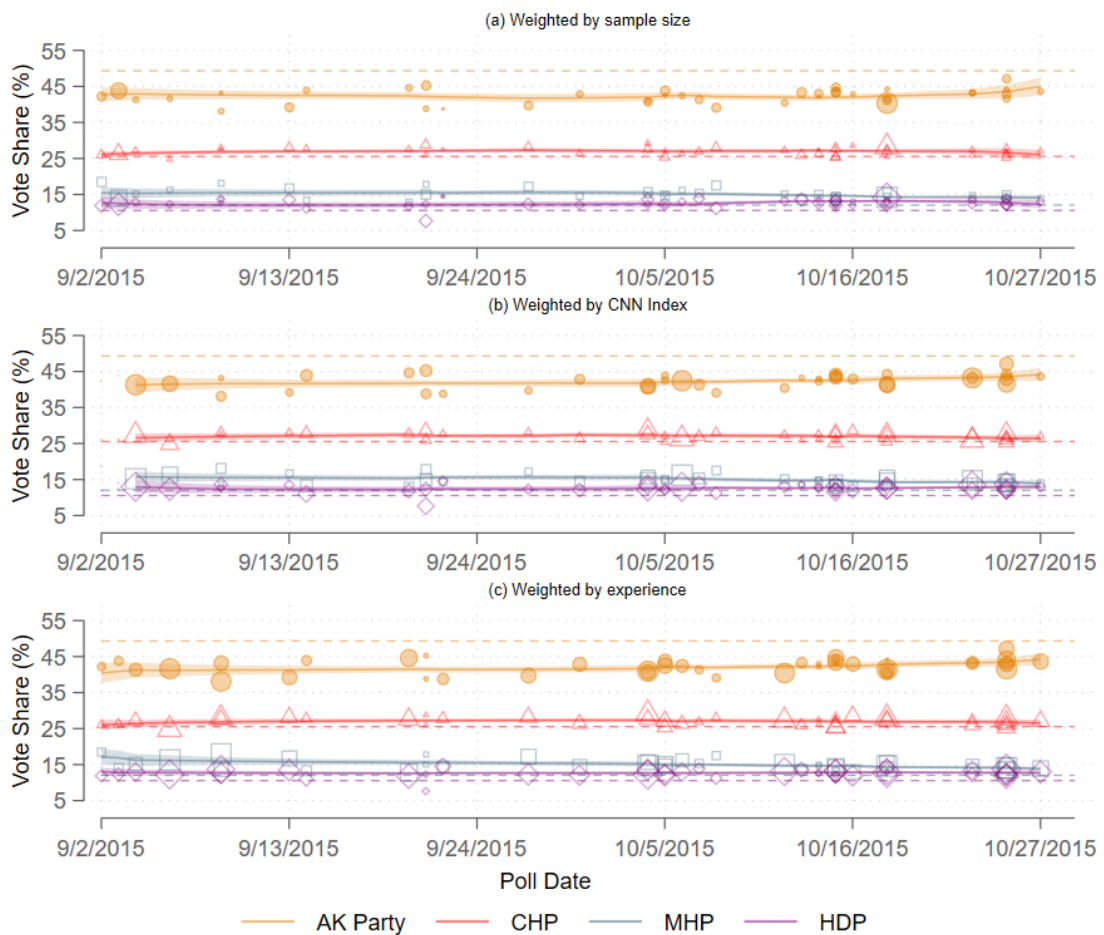 (a) Weighted by sample size
Vote Share (%)
55
45
35
25
15
5
9/2/2015 9/13/2015 9/24/2015 10/5/2015 10/16/2015 10/27/2015
(b) Weighted by CNN Index
Vote Share (%)
55
45
35
25
15
5
9/2/2015 9/13/2015 9/24/2015 10/5/2015 10/16/2015 10/27/2015
(c) Weighted by experience
Vote Share (%)
55
45
35
25
15
5
9/2/2015 9/13/2015 9/24/2015 10/5/2015 10/16/2015 10/27/2015
Poll Date
AK Party CHP MHP HDP